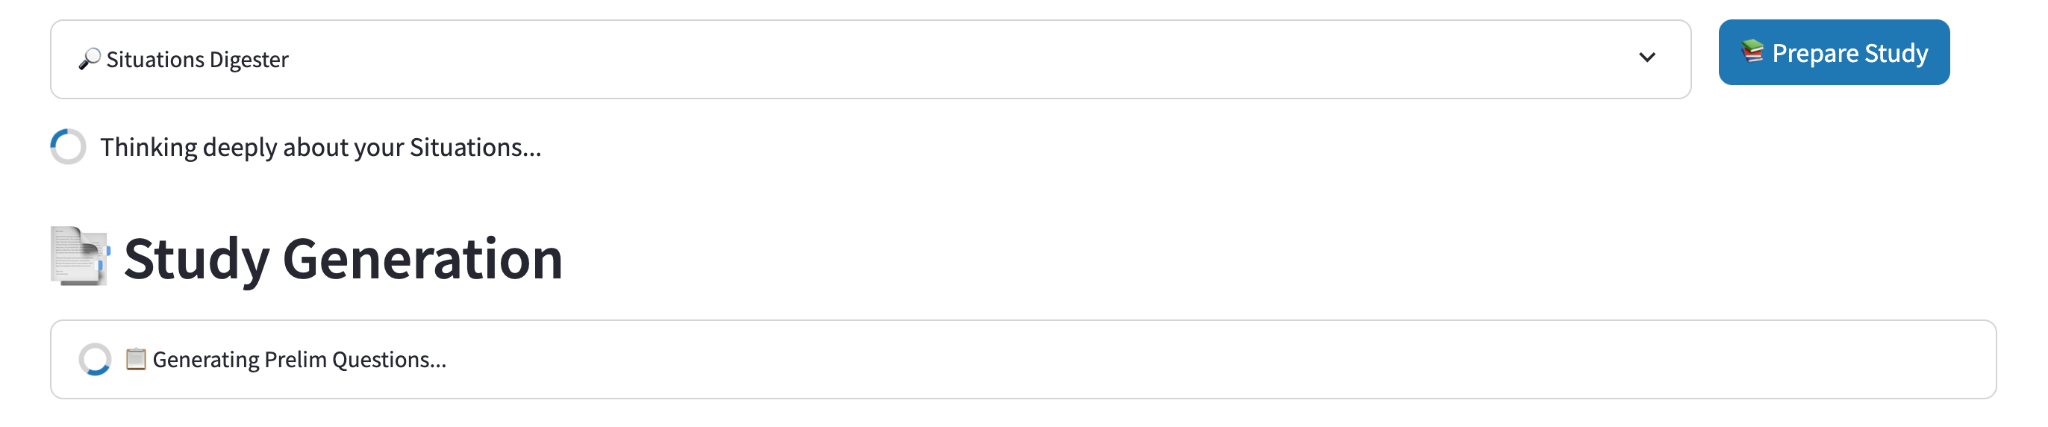 Situations Digester
Prepare Study
Thinking deeply about your Situations...
Study Generation
Generating Prelim Questions...